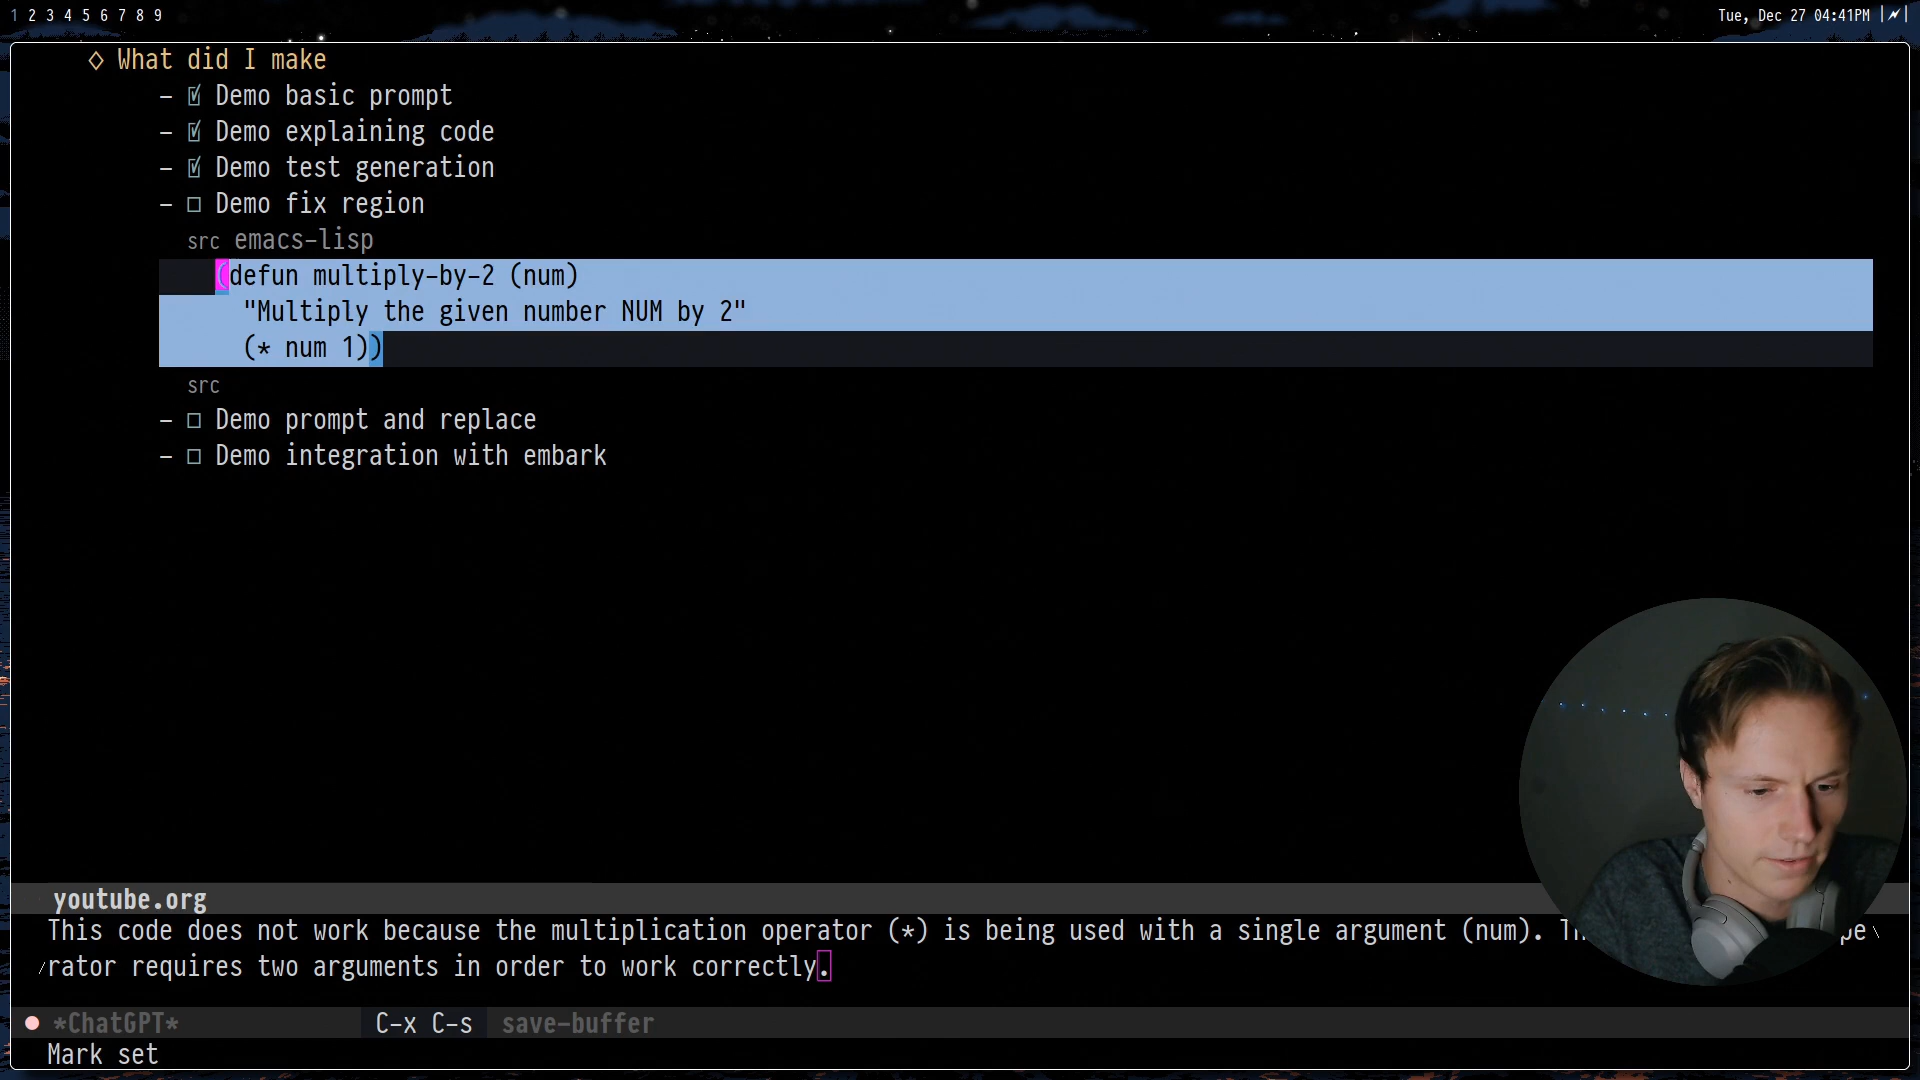 1 2 3 4 5 6 7 8 9
Tue, Dec 27 04:41PM
◇ What did I make
– ☑ Demo basic prompt
– ☑ Demo explaining code
– ☑ Demo test generation
– ☐ Demo fix region
src emacs-lisp
(defun multiply-by-2 (num)
"Multiply the given number NUM by 2"
(* num 1))
src
– ☐ Demo prompt and replace
– ☐ Demo integration with embark
youtube.org
This code does not work because the multiplication operator (*) is being used with a single argument (num).
rator requires two arguments in order to work correctly.
*ChatGPT* C-x C-s save-buffer
Mark set